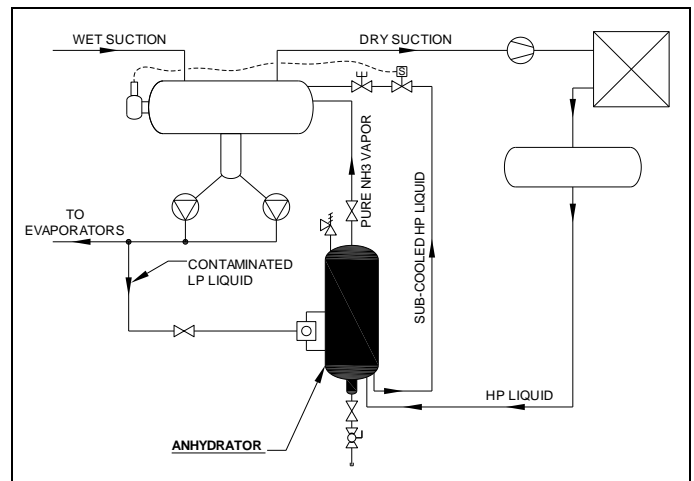 WET SUCTION
DRY SUCTION
S
PURE NH3 VAPOR
SUB-COOLED HP LIQUID
TO
EVAPORATORS
CONTAMINATED
LP LIQUID
HP LIQUID
ANHYDRATOR